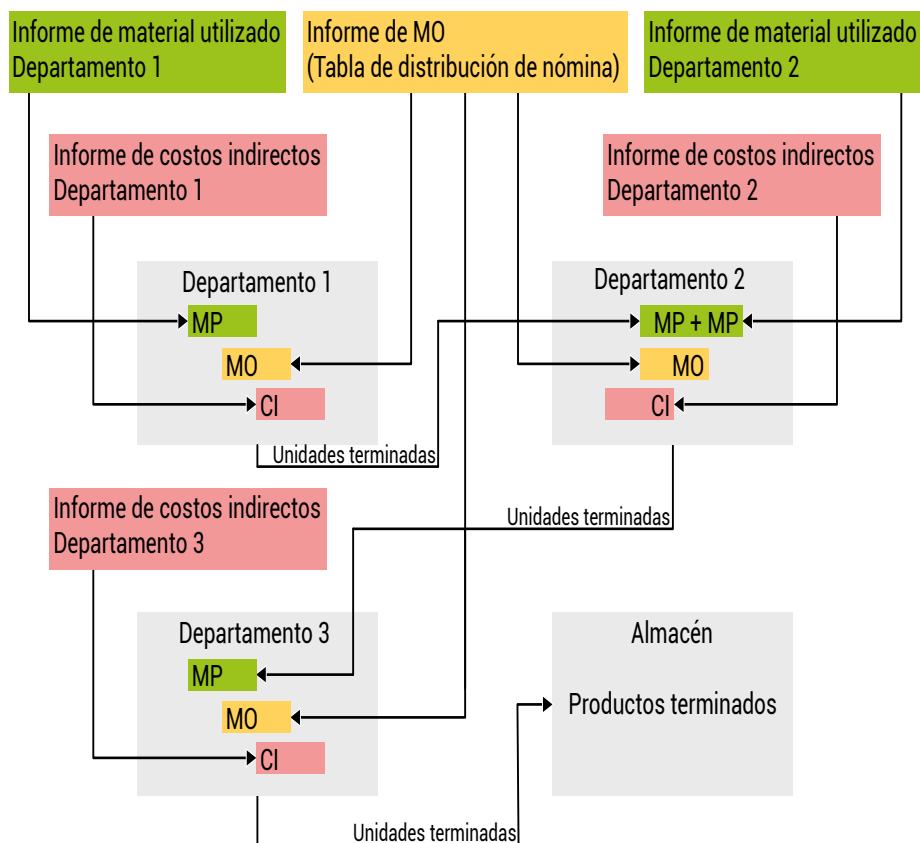 Informe de material utilizado
Departamento 1
Informe de MO
(Tabla de distribución de nómina)
Informe de material utilizado
Departamento 2
Informe de costos indirectos
Departamento 1
Informe de costos indirectos
Departamento 2
Departamento 1
MP
MO
CI
Departamento 2
MP + MP
MO
CI
Unidades terminadas
Unidades terminadas
Informe de costos indirectos
Departamento 3
Departamento 3
MP
MO
CI
Almacén
Productos terminados
Unidades terminadas